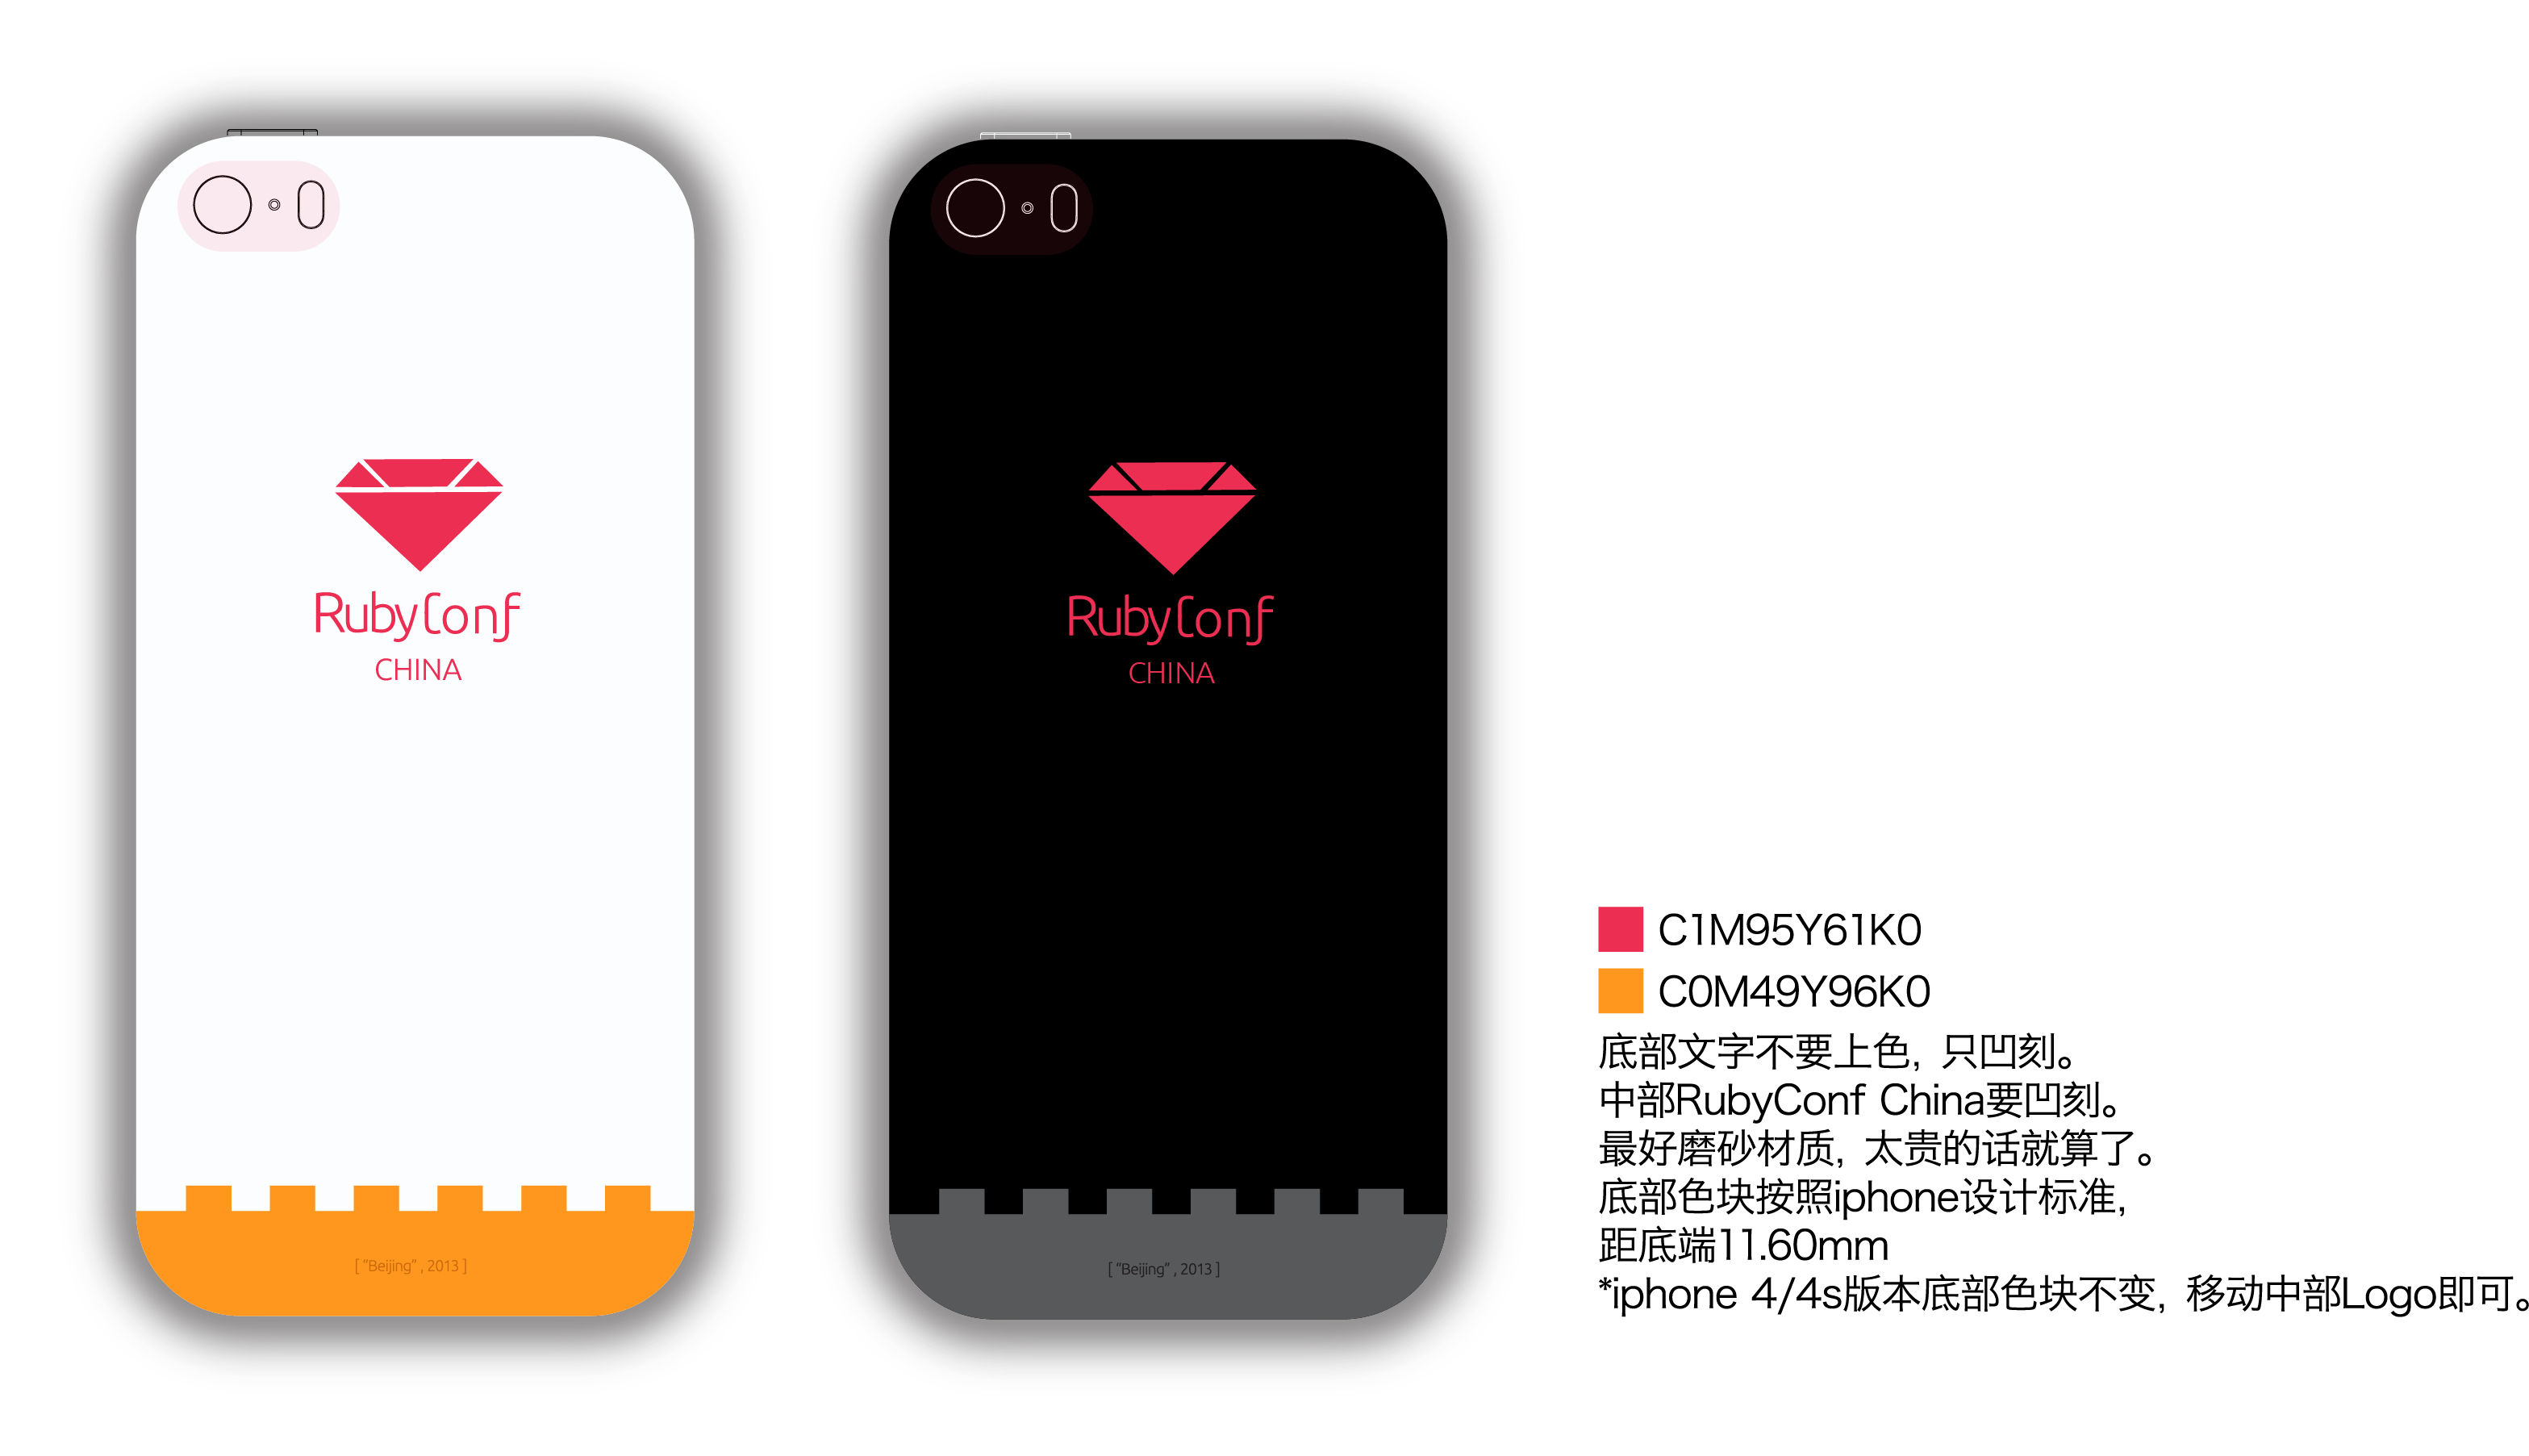 RubyConf
CHINA
[ "Beijing" , 2013 ]
RubyConf
CHINA
[ "Beijing" , 2013 ]
C1M95Y61K0
C0M49Y96K0
底部文字不要上色，只凹刻。
中部RubyConf China要凹刻。
最好磨砂材质，太贵的话就算了。
底部色块按照iphone设计标准，
距底端11.60mm
*iphone 4/4s版本底部色块不变，移动中部Logo即可。